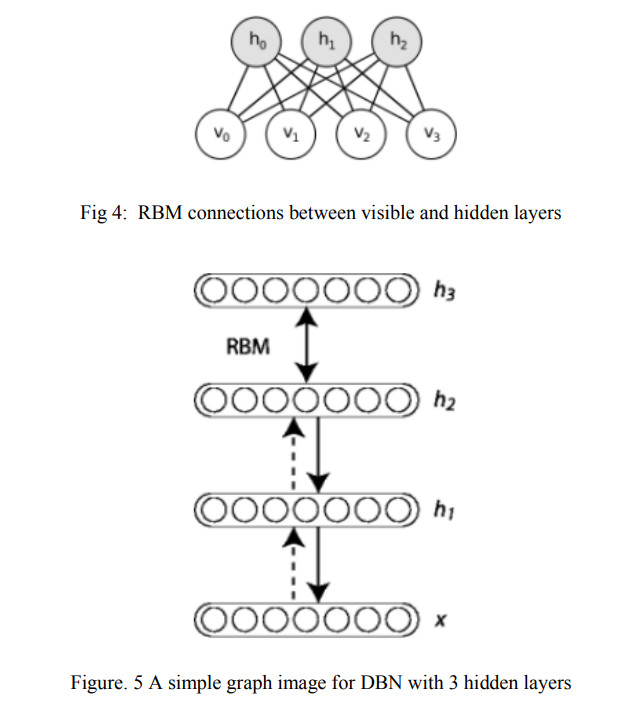 h0 h1 h2
v0 v1 v2 v3
Fig 4: RBM connections between visible and hidden layers
h3
RBM
h2
h1
x
Figure. 5 A simple graph image for DBN with 3 hidden layers